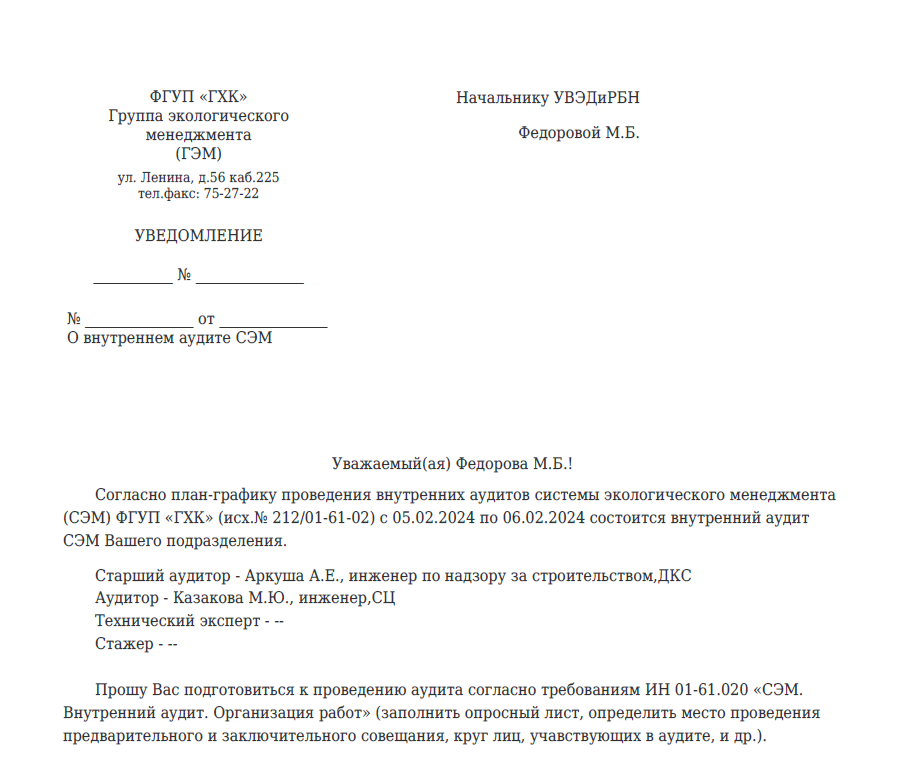 ФГУП «ГХК»
Группа экологического
менеджмента
(ГЭМ)
ул. Ленина, д.56 каб.225
тел.факс: 75-27-22
УВЕДОМЛЕНИЕ
___________ № _______________
№ _______________ от _______________
О внутреннем аудите СЭМ
Начальнику УВЭДиРБН
Федоровой М.Б.
Уважаемый(ая) Федорова М.Б.!
Согласно план-графику проведения внутренних аудитов системы экологического менеджмента
(СЭМ) ФГУП «ГХК» (исх.№ 212/01-61-02) с 05.02.2024 по 06.02.2024 состоится внутренний аудит
СЭМ Вашего подразделения.
Старший аудитор - Аркуша А.Е., инженер по надзору за строительством,ДКС
Аудитор - Казакова М.Ю., инженер,СЦ
Технический эксперт - --
Стажер - --
Прошу Вас подготовиться к проведению аудита согласно требованиям ИН 01-61.020 «СЭМ.
Внутренний аудит. Организация работ» (заполнить опросный лист, определить место проведения
предварительного и заключительного совещания, круг лиц, учавствующих в аудите, и др.).